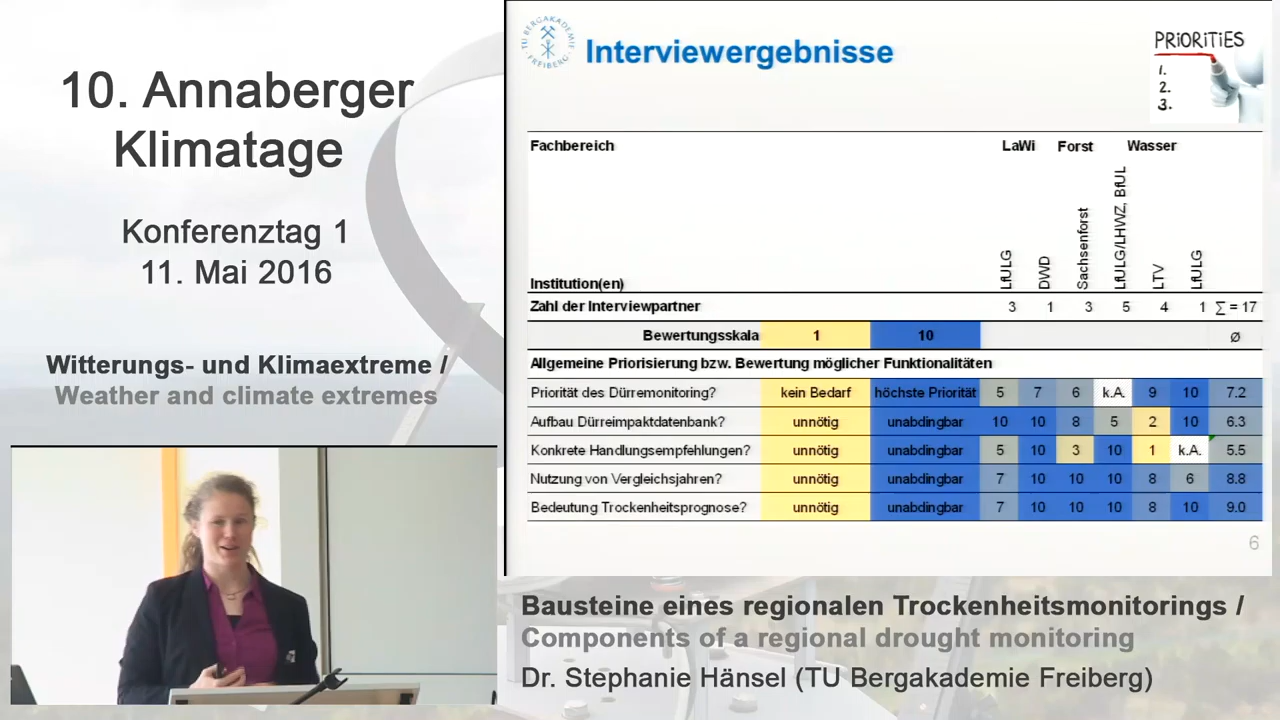 10. Annaberger
Klimatage
Konferenztag 1
11. Mai 2016
Witterungs- und Klimaextreme /
Weather and climate extremes
TU BERGAKADEMIE FREIBERG
Interviewergebnisse
PRIORITIES
1.
2.
3.
Fachbereich LaWi Forst Wasser
Institution(en) LfULG DWD Sachsenforst LfULG/LHWZ, BfUL LTV LfULG
Zahl der Interviewpartner 3 1 3 5 4 1 ∑ = 17
Bewertungsskala 1 10 ø
Allgemeine Priorisierung bzw. Bewertung möglicher Funktionalitäten
Priorität des Dürremonitoring? kein Bedarf höchste Priorität 5 7 6 k.A. 9 10 7.2
Aufbau Dürreimpaktdatenbank? unnötig unabdingbar 10 10 8 5 2 10 6.3
Konkrete Handlungsempfehlungen? unnötig unabdingbar 5 10 3 10 1 k.A. 5.5
Nutzung von Vergleichsjahren? unnötig unabdingbar 7 10 10 10 8 6 8.8
Bedeutung Trockenheitsprognose? unnötig unabdingbar 7 10 10 10 8 10 9.0
6
Bausteine eines regionalen Trockenheitsmonitorings /
Components of a regional drought monitoring
Dr. Stephanie Hänsel (TU Bergakademie Freiberg)